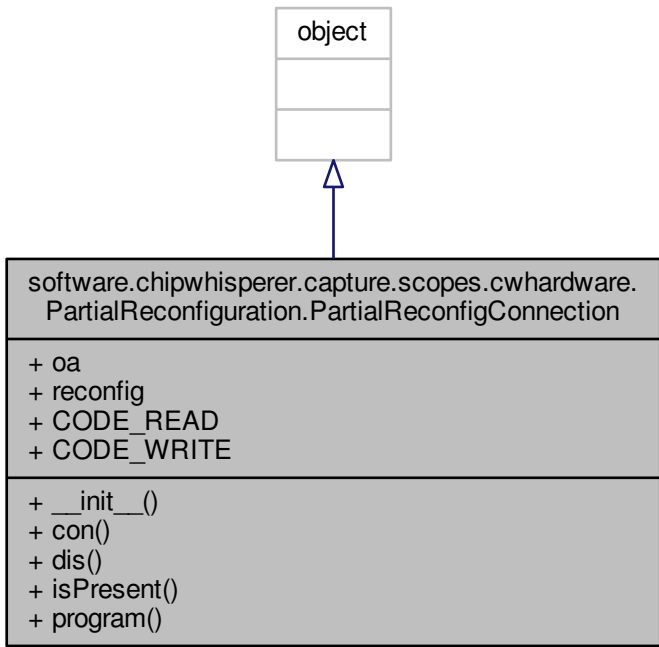 object
software.chipwhisperer.capture.scopes.cwhardware.
PartialReconfiguration.PartialReconfigConnection
+ oa
+ reconfig
+ CODE_READ
+ CODE_WRITE
+ __init__()
+ con()
+ dis()
+ isPresent()
+ program()